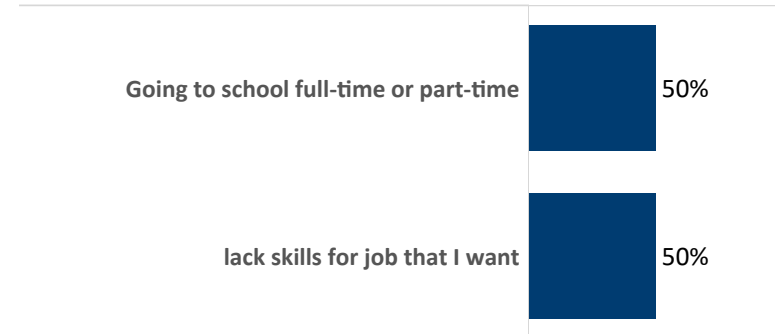 Going to school full-time or part-time 50%
lack skills for job that I want 50%